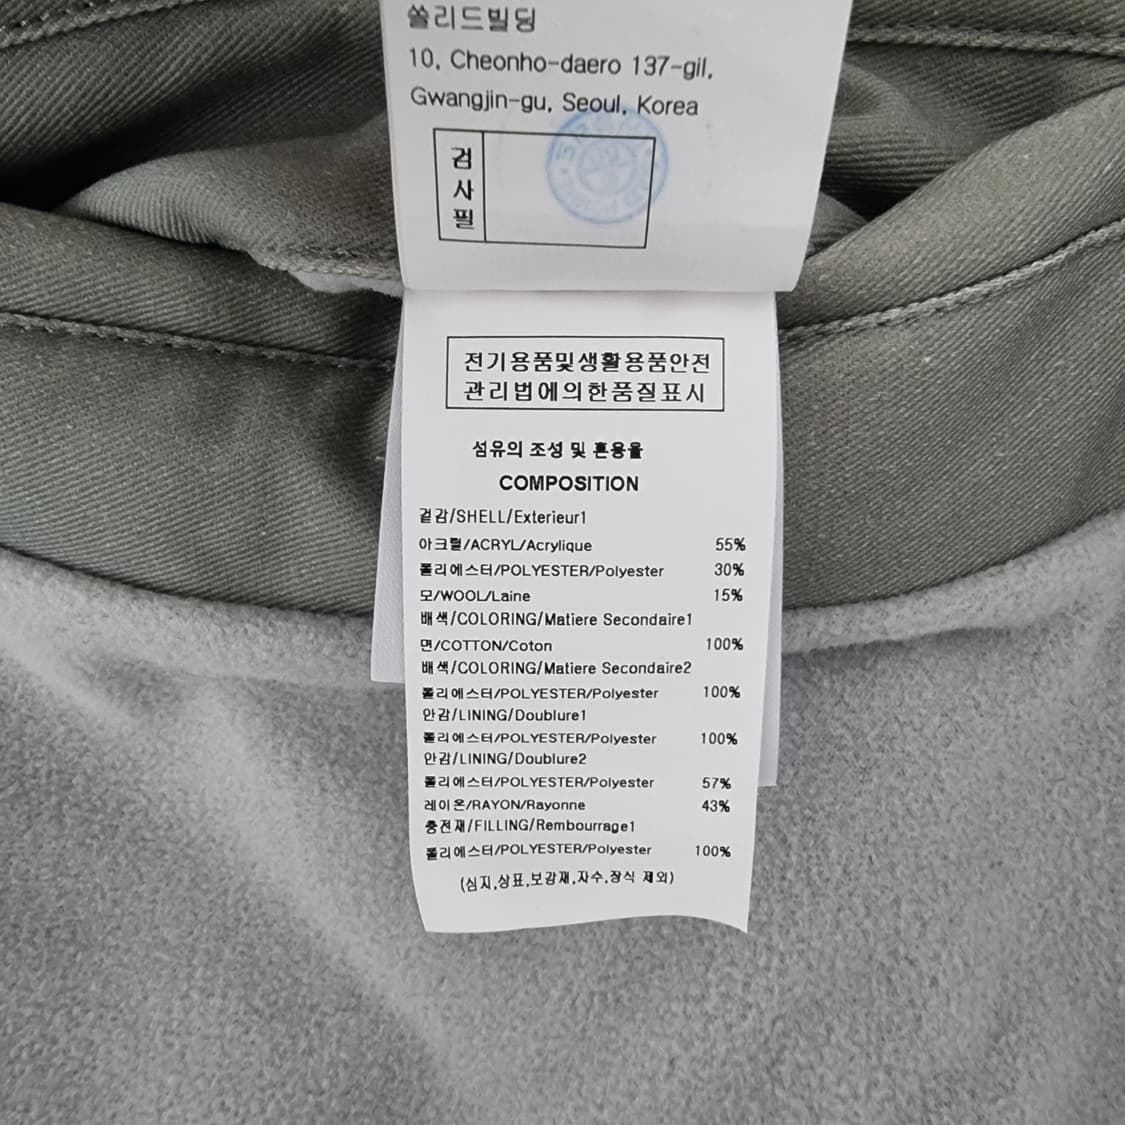 쏠리드빌딩
10, Cheonho-daero 137-gil,
Gwangjin-gu, Seoul, Korea
검사필
전기용품및생활용품안전
관리법에의한품질표시
섬유의 조성 및 혼용율
COMPOSITION
겉감/SHELL/Exterieur1
아크릴/ACRYL/Acrylique 55%
폴리에스터/POLYESTER/Polyester 30%
모/WOOL/Laine 15%
배색/COLORING/Matiere Secondaire1
면/COTTON/Coton 100%
배색/COLORING/Matiere Secondaire2
폴리에스터/POLYESTER/Polyester 100%
안감/LINING/Doublure1
폴리에스터/POLYESTER/Polyester 100%
안감/LINING/Doublure2
폴리에스터/POLYESTER/Polyester 57%
레이온/RAYON/Rayonne 43%
충전재/FILLING/Rembourrage1
폴리에스터/POLYESTER/Polyester 100%
(심지,상표,보강재,자수,장식 제외)